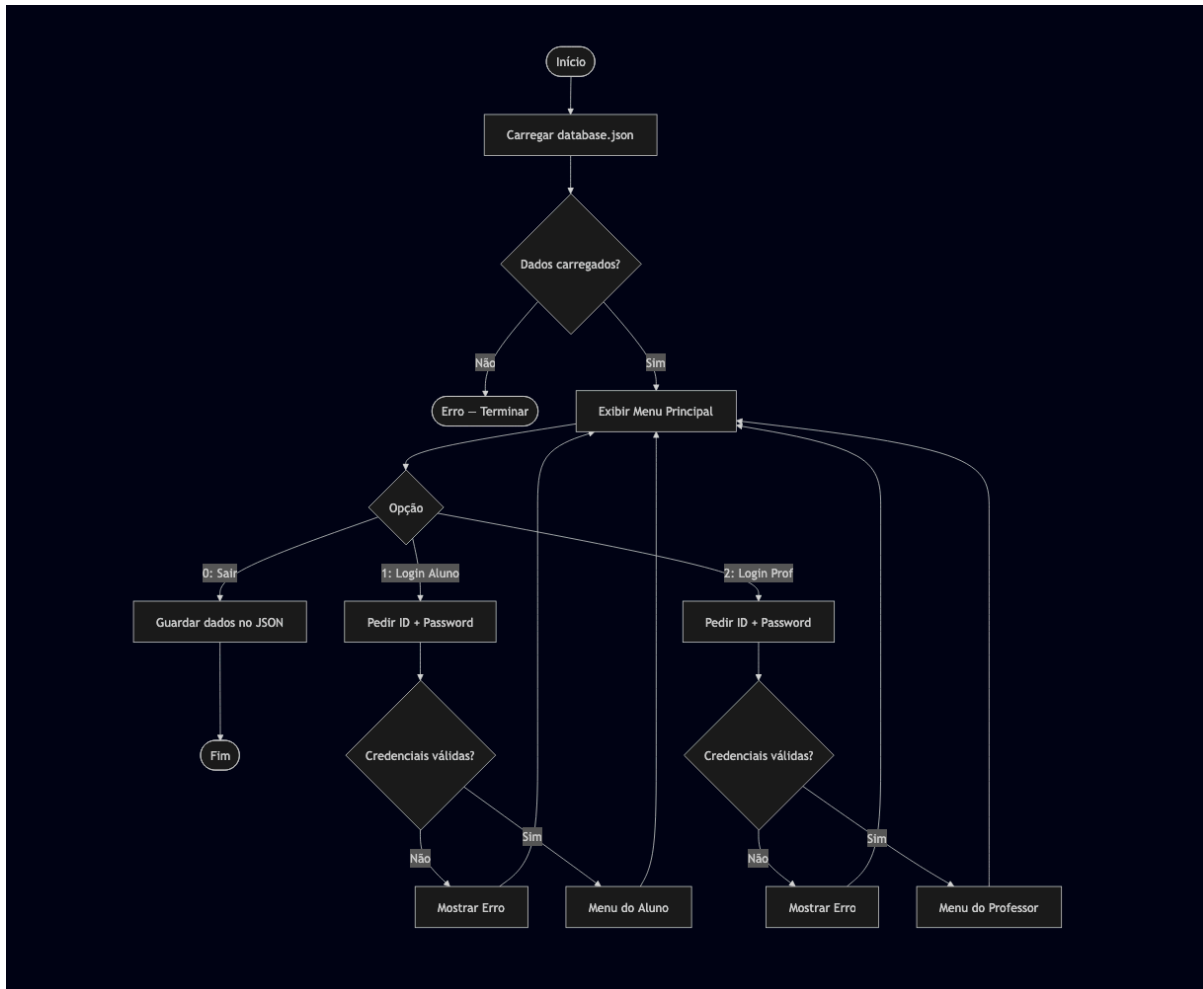 Início
Carregar database.json
Dados carregados?
Não
Sim
Erro — Terminar
Exibir Menu Principal
Opção
0: Sair
1: Login Aluno
2: Login Prof
Guardar dados no JSON
Pedir ID + Password
Pedir ID + Password
Fim
Credenciais válidas?
Credenciais válidas?
Sim
Sim
Não
Não
Mostrar Erro
Menu do Aluno
Mostrar Erro
Menu do Professor